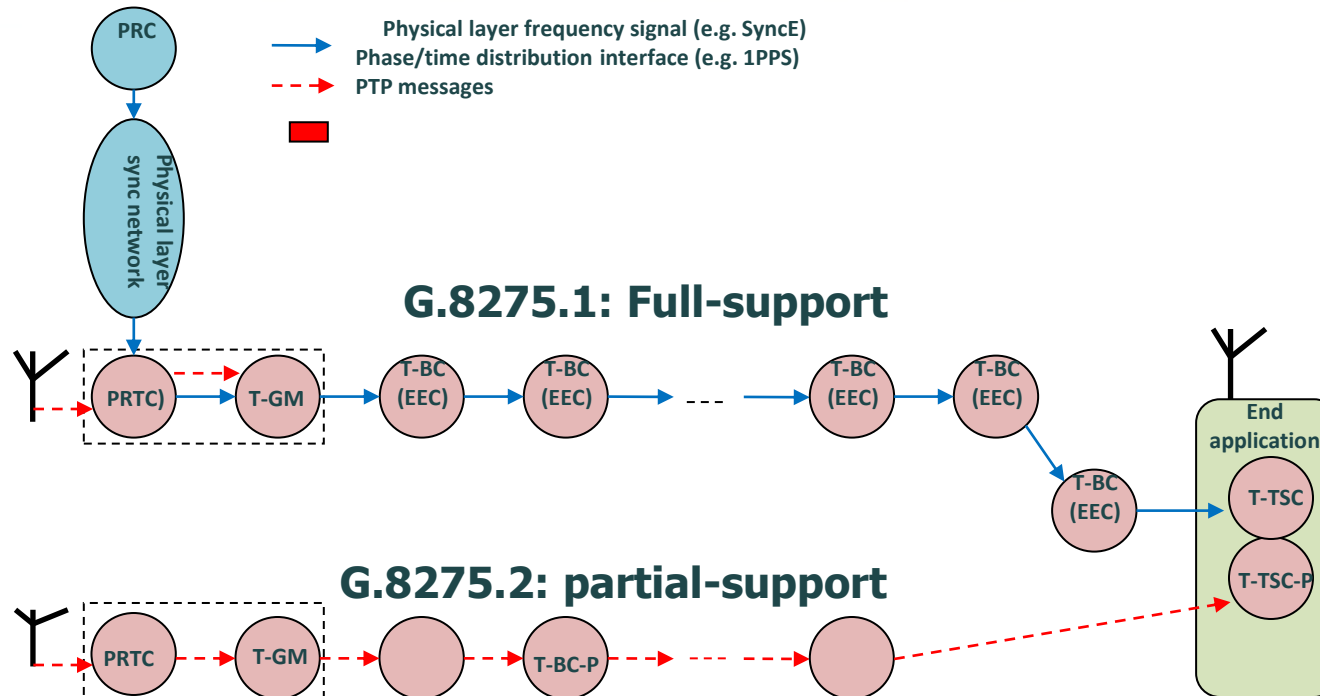 PRC
Physical layer frequency signal (e.g. SyncE)
Phase/time distribution interface (e.g. 1PPS)
PTP messages
Physical layer
sync network
G.8275.1: Full-support
PRTC)
T-GM
T-BC
(EEC)
T-BC
(EEC)
T-BC
(EEC)
T-BC
(EEC)
T-BC
(EEC)
End
application
T-TSC
T-TSC-P
G.8275.2: partial-support
PRTC
T-GM
T-BC-P